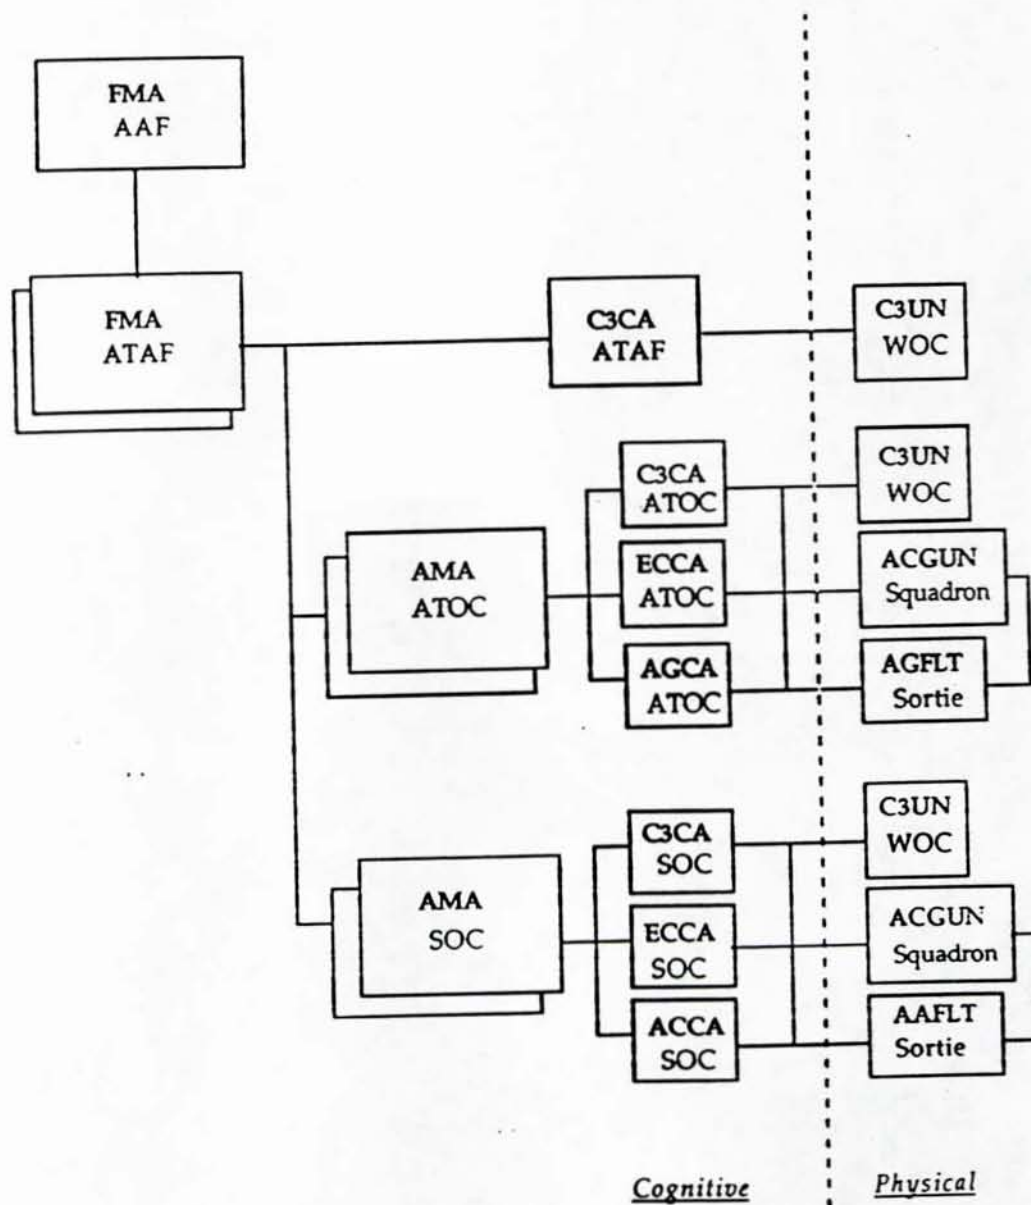 FMA
AAF
FMA
ATAF
C3CA
ATAF
C3UN
WOC
AMA
ATOC
C3CA
ATOC
ECCA
ATOC
AGCA
ATOC
C3UN
WOC
ACGUN
Squadron
AGFLT
Sortie
AMA
SOC
C3CA
SOC
ECCA
SOC
ACCA
SOC
C3UN
WOC
ACGUN
Squadron
AAFLT
Sortie
Cognitive
Physical